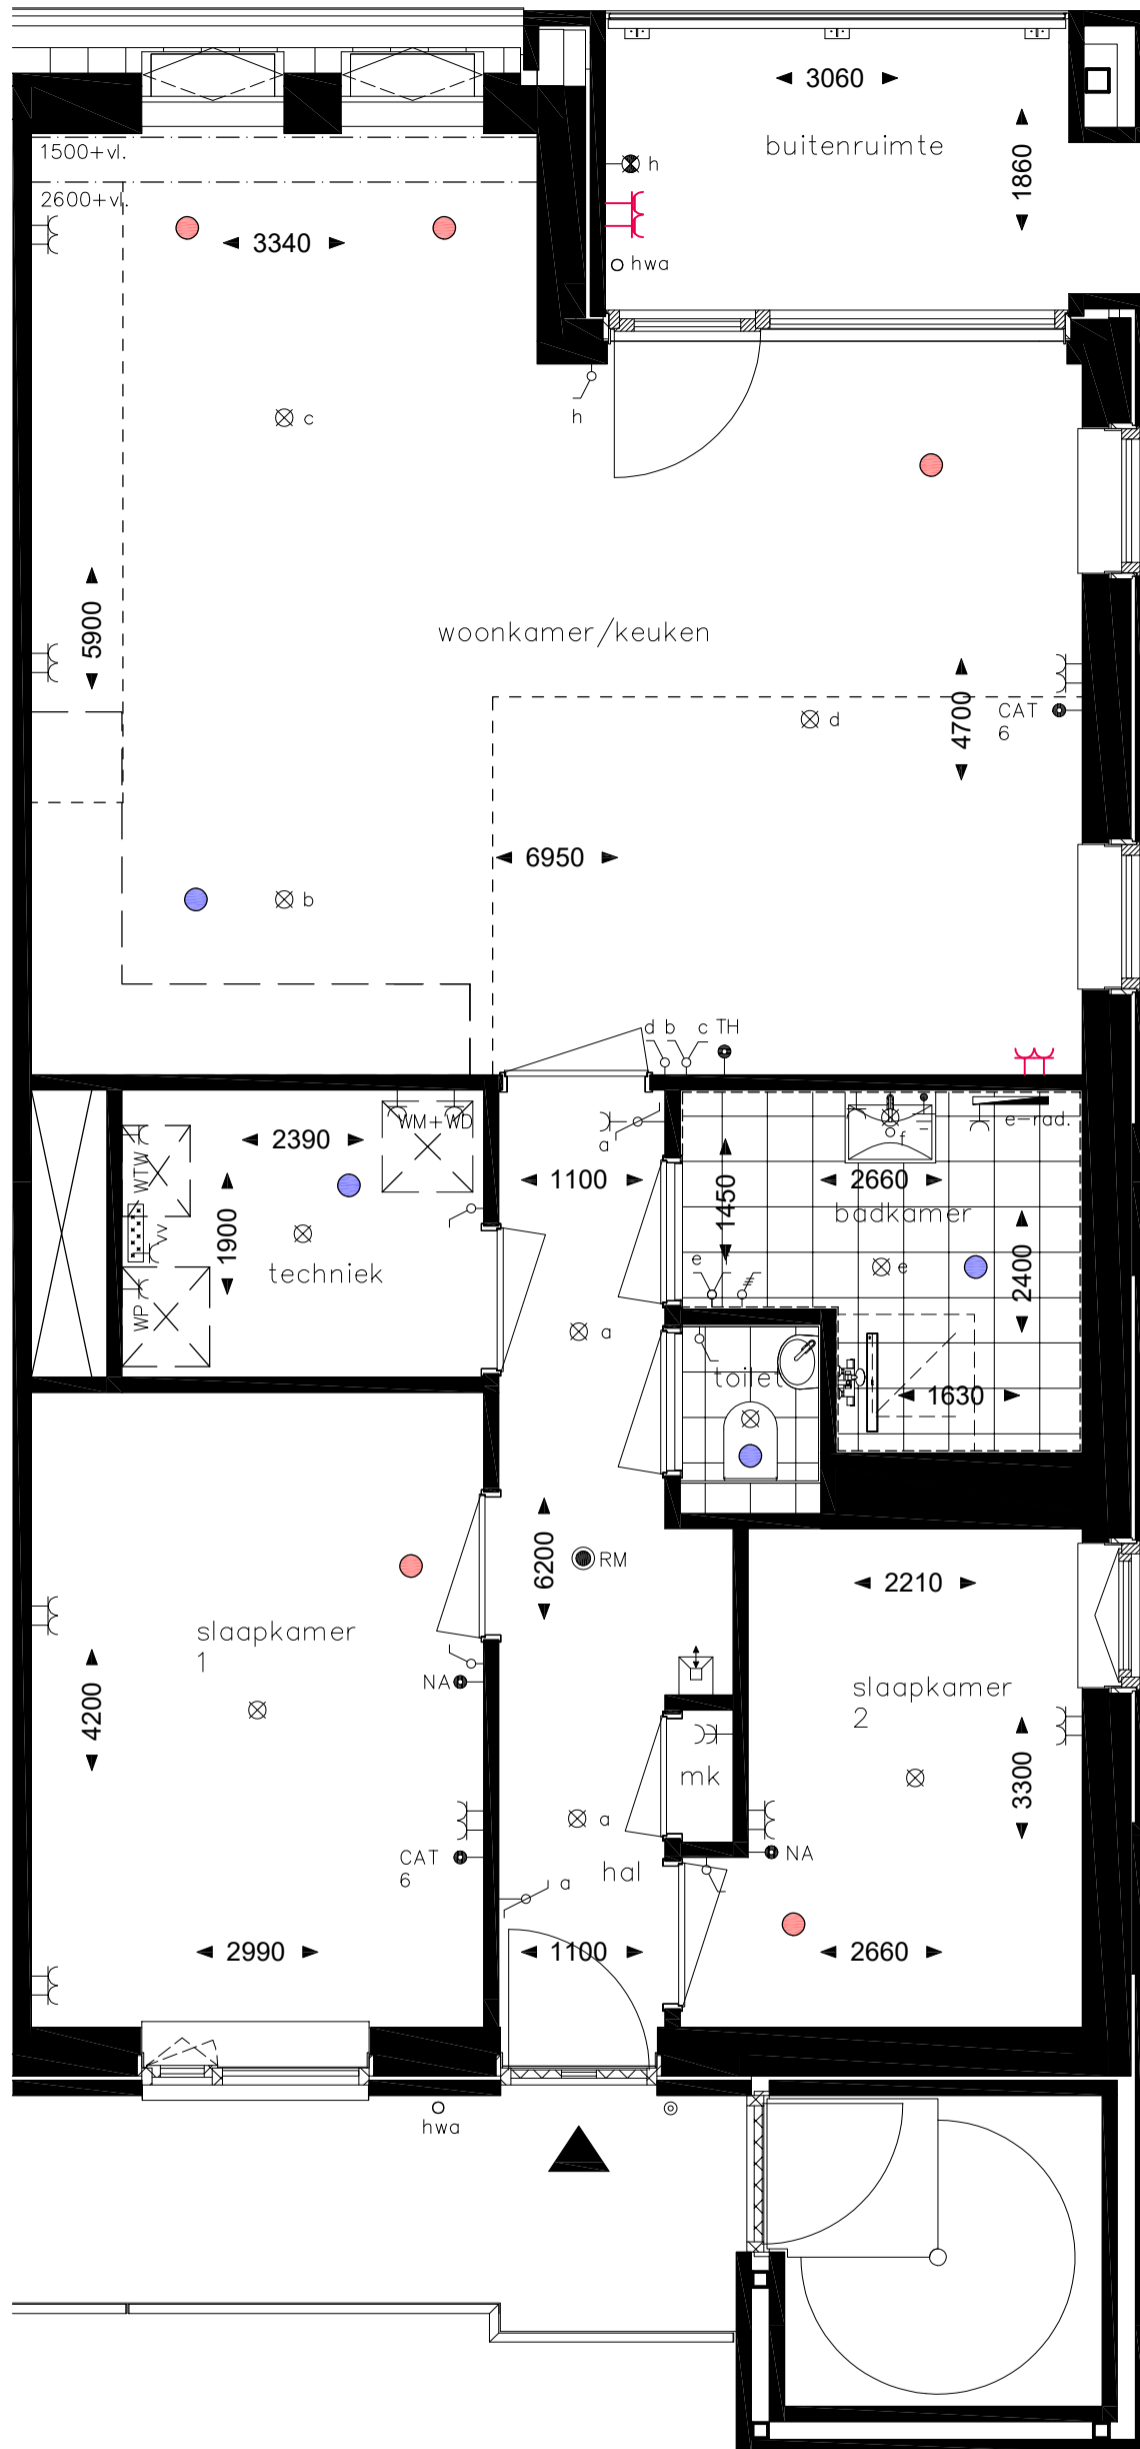 3060
buitenruimte
1860
1500+vl.
h
2600+vl.
3340
hwa
h
c
5900
woonkamer/keuken
4700
CAT
6
d
6950
b
d b c TH
WM+WD
2390
a
e-rad.
f
WTW
1100
1450
2660
badkamer
VV
1900
techniek
e
e
2400
WP
a
toilet
1630
6200
RM
2210
slaapkamer
1
NA
4200
slaapkamer
2
3300
mk
a
NA
CAT
6
hal
a
2990
1100
2660
hwa